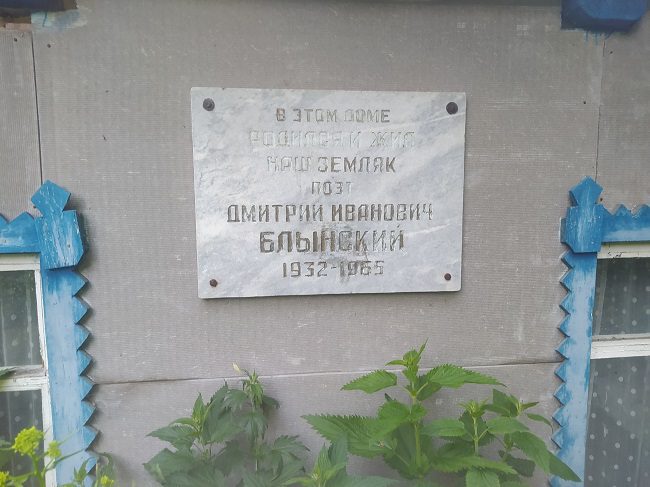 В ЭТОМ ДОМЕ
РОДИЛСЯ И ЖИЛ
НАШ ЗЕМЛЯК
ПОЭТ
ДМИТРИЙ ИВАНОВИЧ
БЛЫНСКИЙ
1932-1965